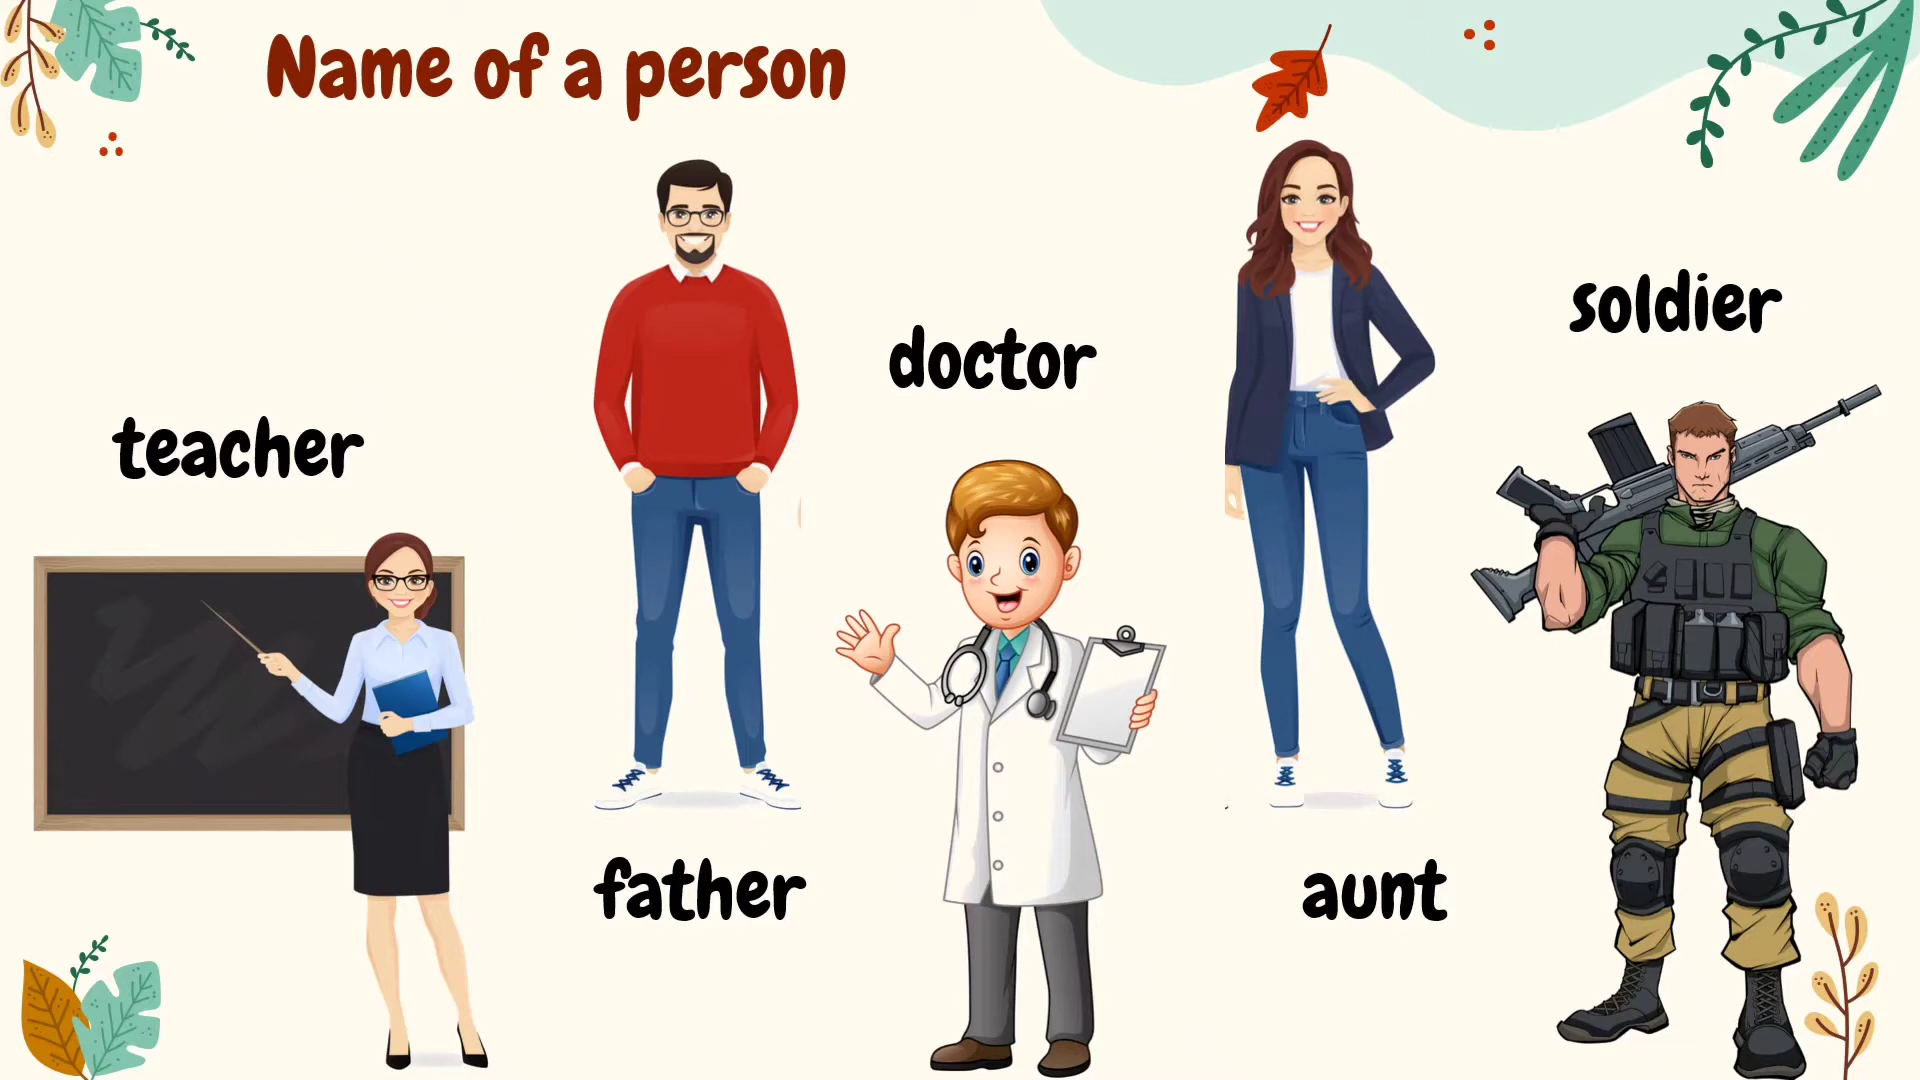 Name of a person
teacher
father
doctor
aunt
soldier